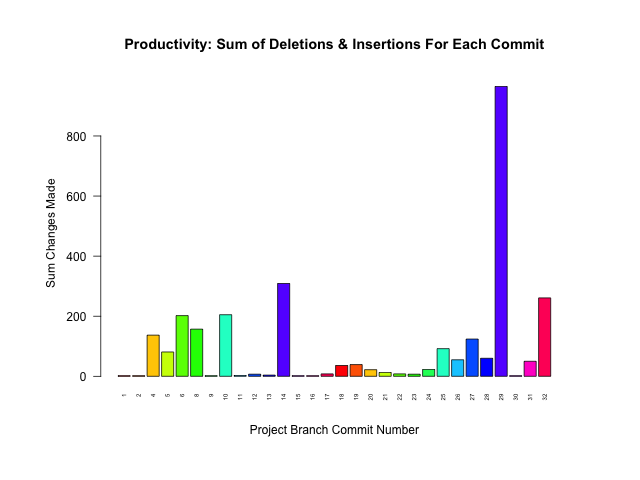 Productivity: Sum of Deletions & Insertions For Each Commit
Sum Changes Made
800
600
400
200
0
1 2 4 5 6 8 9 10 11 12 13 14 15 16 17 18 19 20 21 22 23 24 25 26 27 28 29 30 31 32
Project Branch Commit Number